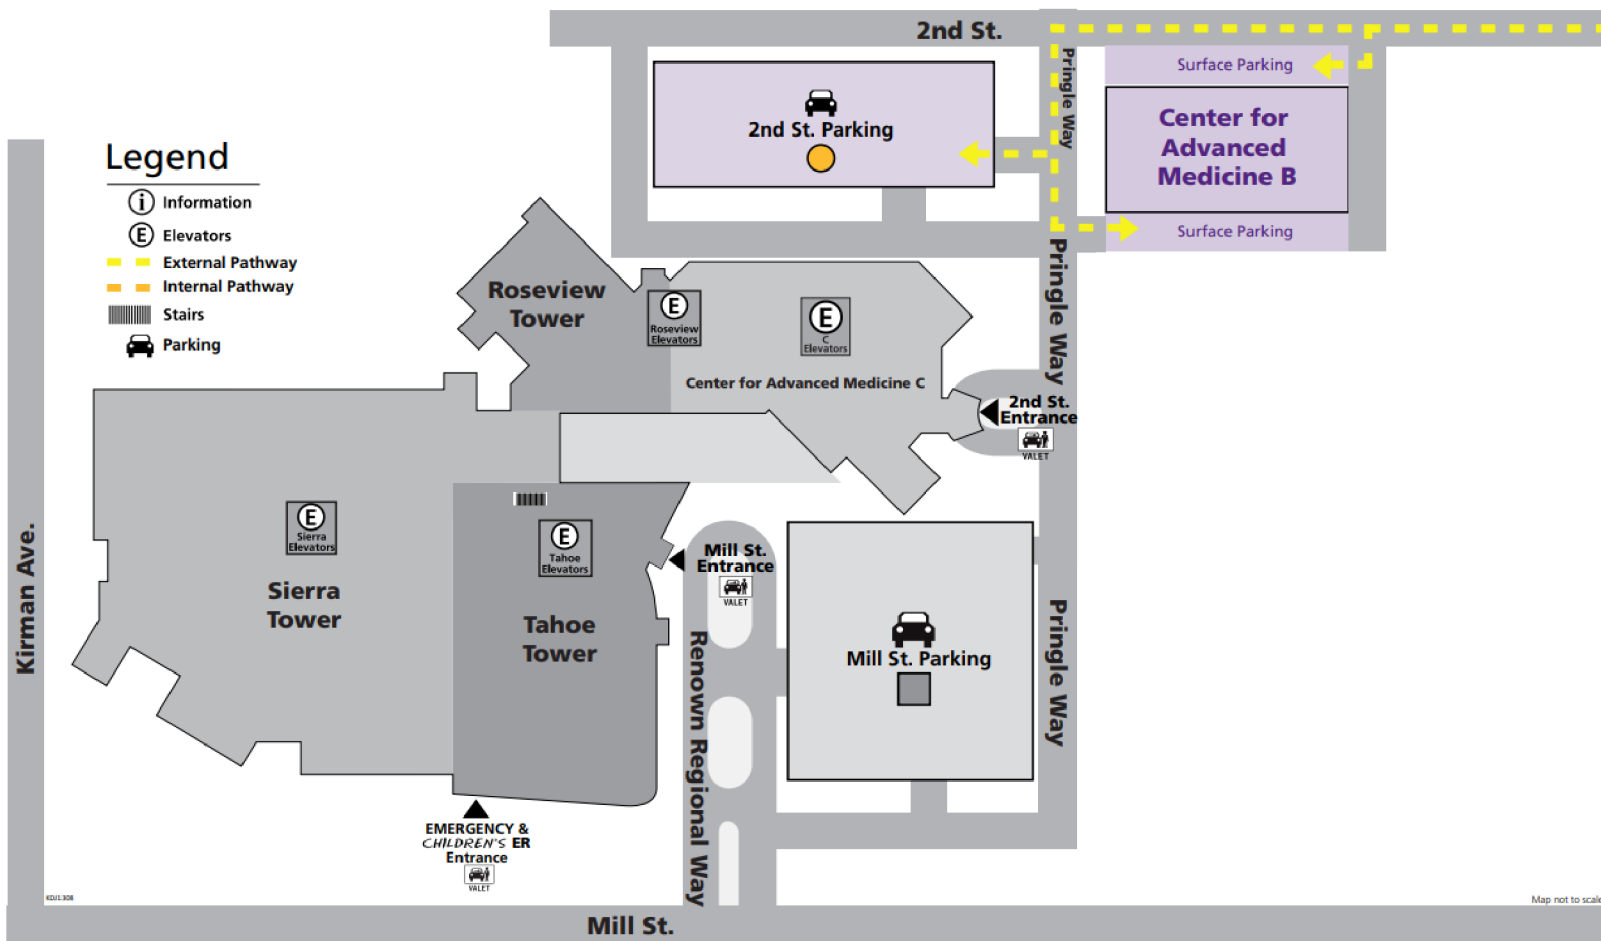 2nd St.
Pringle Way
Surface Parking
Center for
Advanced
Medicine B
Surface Parking
2nd St. Parking
Legend
i Information
E Elevators
External Pathway
Internal Pathway
Stairs
Parking
Roseview
Tower
E
Roseview
Elevators
E
C
Elevators
Center for Advanced Medicine C
Pringle Way
2nd St.
Entrance
VALET
Kirman Ave.
E
Sierra
Elevators
Sierra
Tower
E
Tahoe
Elevators
Tahoe
Tower
Mill St.
Entrance
VALET
Renown Regional Way
Mill St. Parking
Pringle Way
EMERGENCY &
CHILDREN'S ER
Entrance
VALET
KDJ1308
Map not to scale
Mill St.